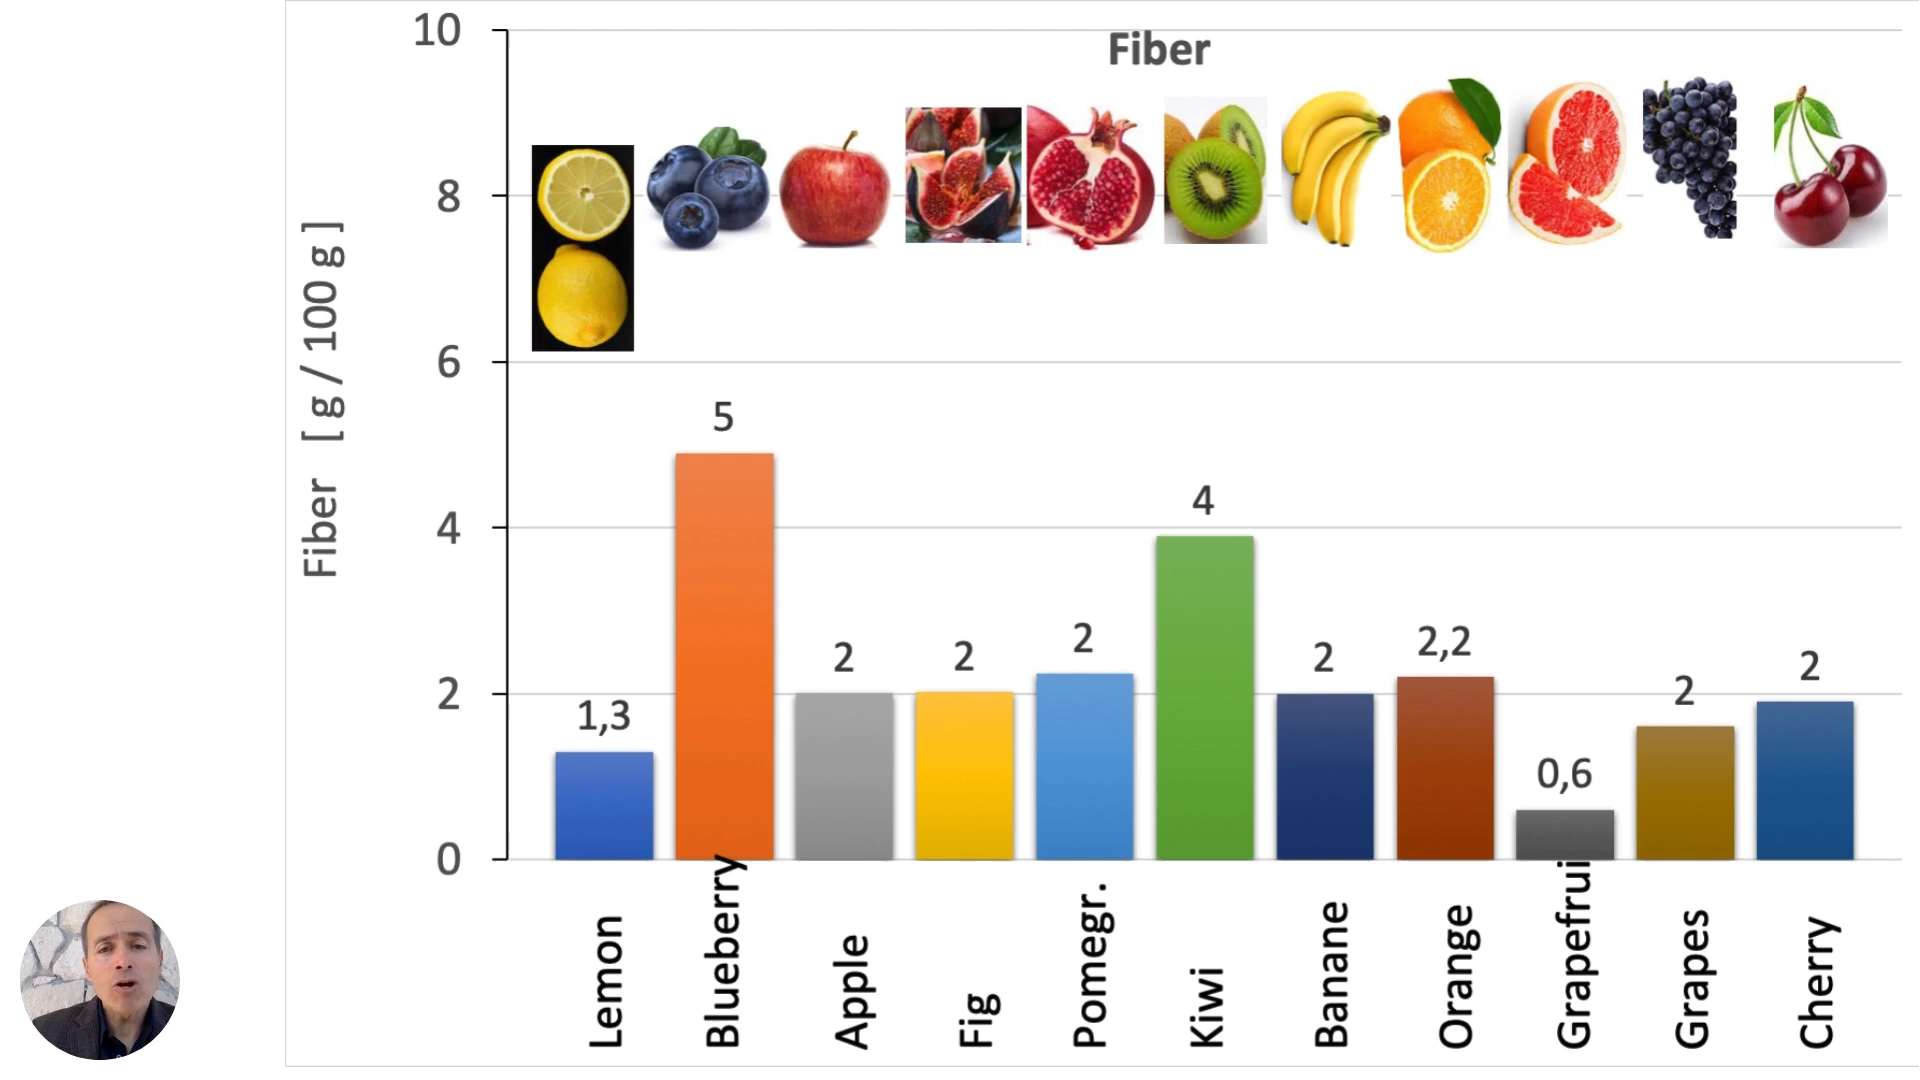 Fiber
Fiber [ g / 100 g ]
10
8
6
4
2
0
1,3
5
2
2
2
4
2
2,2
0,6
2
2
Lemon
Blueberry
Apple
Fig
Pomegr.
Kiwi
Banane
Orange
Grapefrui
Grapes
Cherry